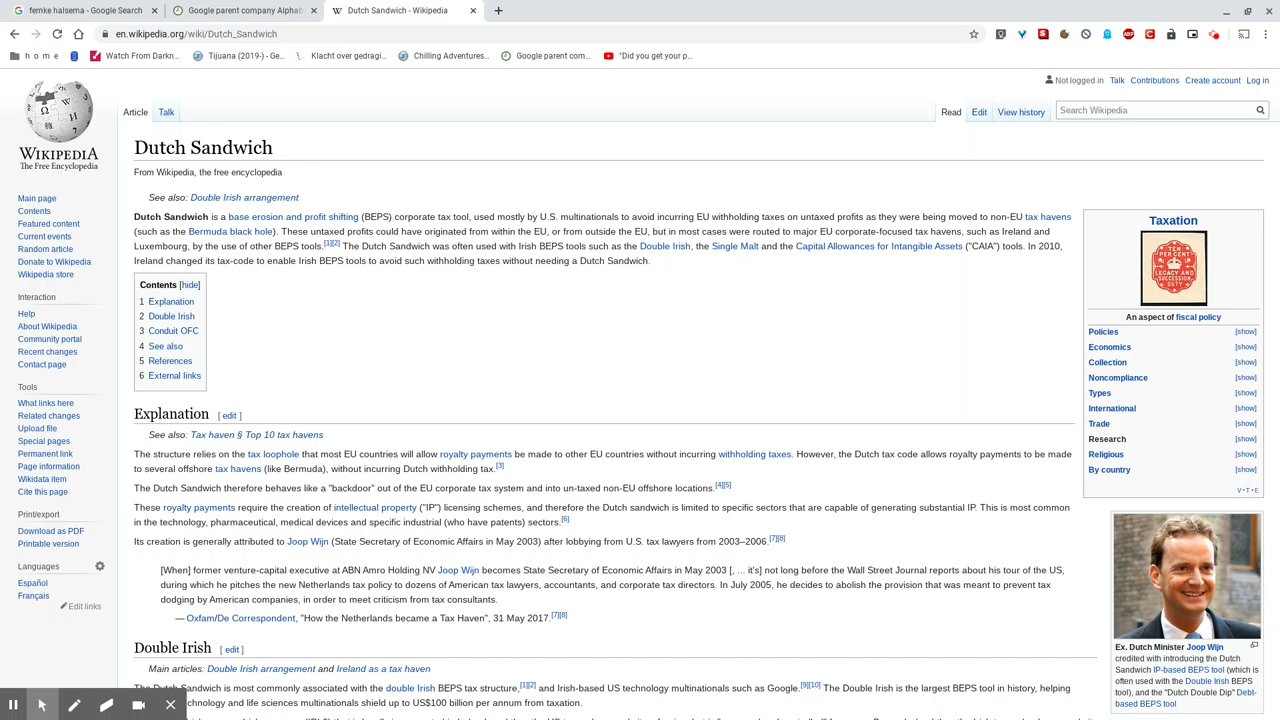 femke halsema - Google Search
Google parent company Alphab
Dutch Sandwich - Wikipedia
en.wikipedia.org/wiki/Dutch_Sandwich
h o m e
Watch From Darkn...
Tijuana (2019-) - Ge...
Klacht over gedragi...
Chilling Adventures...
Google parent com...
"Did you get your p...
Not logged in Talk Contributions Create account Log in
Article Talk
Read Edit View history
Search Wikipedia
WIKIPEDIA
The Free Encyclopedia
Main page
Contents
Featured content
Current events
Random article
Donate to Wikipedia
Wikipedia store
Interaction
Help
About Wikipedia
Community portal
Recent changes
Contact page
Tools
What links here
Related changes
Upload file
Special pages
Permanent link
Page information
Wikidata item
Cite this page
Print/export
Download as PDF
Printable version
Languages
Español
Français
Edit links
Dutch Sandwich
From Wikipedia, the free encyclopedia
See also: Double Irish arrangement
Dutch Sandwich is a base erosion and profit shifting (BEPS) corporate tax tool, used mostly by U.S. multinationals to avoid incurring EU withholding taxes on untaxed profits as they were being moved to non-EU tax havens
(such as the Bermuda black hole). These untaxed profits could have originated from within the EU, or from outside the EU, but in most cases were routed to major EU corporate-focused tax havens, such as Ireland and
Luxembourg, by the use of other BEPS tools.[1][2] The Dutch Sandwich was often used with Irish BEPS tools such as the Double Irish, the Single Malt and the Capital Allowances for Intangible Assets ("CAIA") tools. In 2010,
Ireland changed its tax-code to enable Irish BEPS tools to avoid such withholding taxes without needing a Dutch Sandwich.
Contents [hide]
1 Explanation
2 Double Irish
3 Conduit OFC
4 See also
5 References
6 External links
Explanation [ edit ]
See also: Tax haven § Top 10 tax havens
The structure relies on the tax loophole that most EU countries will allow royalty payments be made to other EU countries without incurring withholding taxes. However, the Dutch tax code allows royalty payments to be made
to several offshore tax havens (like Bermuda), without incurring Dutch withholding tax.[3]
The Dutch Sandwich therefore behaves like a "backdoor" out of the EU corporate tax system and into un-taxed non-EU offshore locations.[4][5]
These royalty payments require the creation of intellectual property ("IP") licensing schemes, and therefore the Dutch sandwich is limited to specific sectors that are capable of generating substantial IP. This is most common
in the technology, pharmaceutical, medical devices and specific industrial (who have patents) sectors.[6]
Its creation is generally attributed to Joop Wijn (State Secretary of Economic Affairs in May 2003) after lobbying from U.S. tax lawyers from 2003–2006.[7][8]
[When] former venture-capital executive at ABN Amro Holding NV Joop Wijn becomes State Secretary of Economic Affairs in May 2003 [, ... it's] not long before the Wall Street Journal reports about his tour of the US,
during which he pitches the new Netherlands tax policy to dozens of American tax lawyers, accountants, and corporate tax directors. In July 2005, he decides to abolish the provision that was meant to prevent tax
dodging by American companies, in order to meet criticism from tax consultants.
— Oxfam/De Correspondent, "How the Netherlands became a Tax Haven", 31 May 2017.[7][8]
Double Irish [ edit ]
Main articles: Double Irish arrangement and Ireland as a tax haven
The Dutch Sandwich is most commonly associated with the double Irish BEPS tax structure,[1][2] and Irish-based US technology multinationals such as Google.[9][10] The Double Irish is the largest BEPS tool in history, helping
technology and life sciences multinationals shield up to US$100 billion per annum from taxation.
Taxation
TEN
PER CENT
LEGACY AND
SUCCESSION
DUTY
An aspect of fiscal policy
Policies [show]
Economics [show]
Collection [show]
Noncompliance [show]
Types [show]
International [show]
Trade [show]
Research [show]
Religious [show]
By country [show]
V · T · E
Ex. Dutch Minister Joop Wijn
credited with introducing the Dutch
Sandwich IP-based BEPS tool (which is
often used with the Double Irish BEPS
tool), and the "Dutch Double Dip" Debt-
based BEPS tool